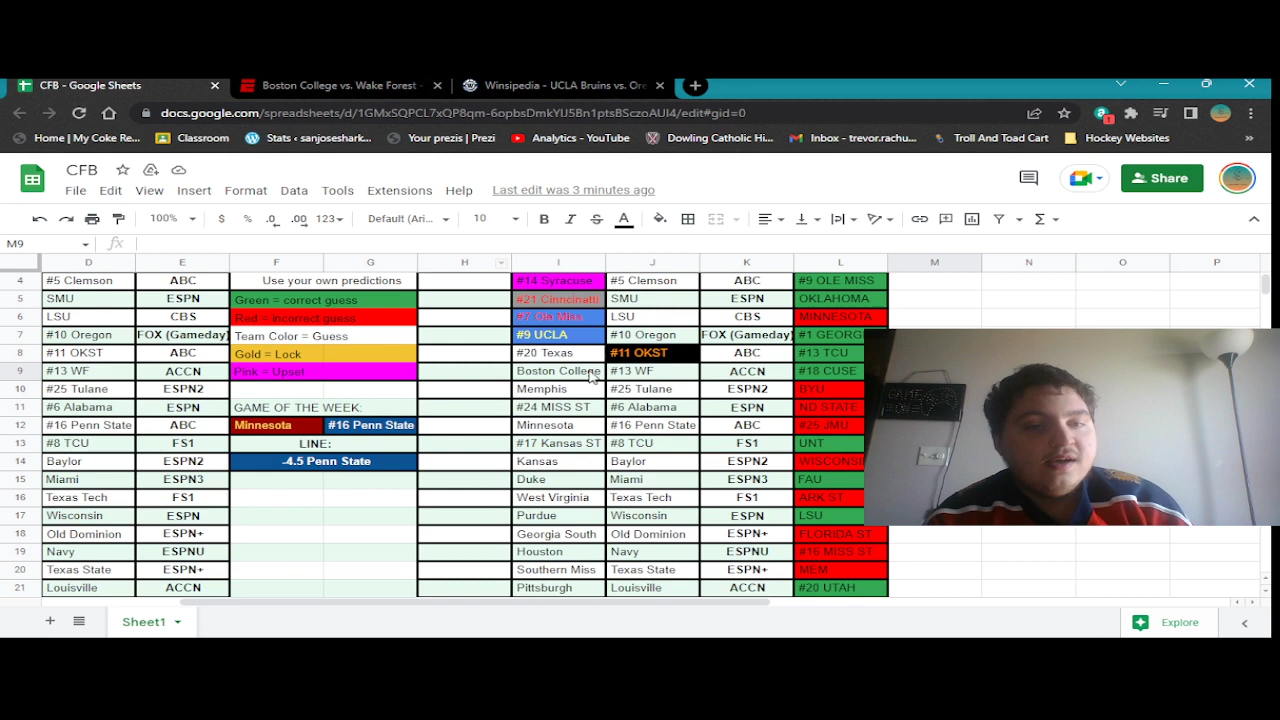 CFB - Google Sheets
Boston College vs. Wake Forest -
Winsipedia - UCLA Bruins vs. Ore
docs.google.com/spreadsheets/d/1GMxSQPCL7xQP8qm-6opbsDmkYlJ5Bn1ptsBSczoAUI4/edit#gid=0
Home | My Coke Re... Classroom Stats ‹ sanjoseshark... Your prezis | Prezi Analytics - YouTube Dowling Catholic Hi... Inbox - trevor.rachu... Troll And Toad Cart Hockey Websites
CFB
File Edit View Insert Format Data Tools Extensions Help Last edit was 3 minutes ago
Share
100% $ % .0 .00 123 Default (Ari... 10 B I S A
M9 fx
D E F G H I J K L M N O P
4 #5 Clemson ABC Use your own predictions #14 Syracuse #5 Clemson ABC #9 OLE MISS
5 SMU ESPN Green = correct guess #21 Cinncinatti SMU ESPN OKLAHOMA
6 LSU CBS Red = incorrect guess #7 Ole Miss LSU CBS MINNESOTA
7 #10 Oregon FOX (Gameday) Team Color = Guess #9 UCLA #10 Oregon FOX (Gameday) #1 GEORG
8 #11 OKST ABC Gold = Lock #20 Texas #11 OKST ABC #13 TCU
9 #13 WF ACCN Pink = Upset Boston College #13 WF ACCN #18 CUSE
10 #25 Tulane ESPN2 Memphis #25 Tulane ESPN2 BYU
11 #6 Alabama ESPN GAME OF THE WEEK: #24 MISS ST #6 Alabama ESPN ND STATE
12 #16 Penn State ABC Minnesota #16 Penn State Minnesota #16 Penn State ABC #25 JMU
13 #8 TCU FS1 LINE: #17 Kansas ST #8 TCU FS1 UNT
14 Baylor ESPN2 -4.5 Penn State Kansas Baylor ESPN2 WISCONSI
15 Miami ESPN3 Duke Miami ESPN3 FAU
16 Texas Tech FS1 West Virginia Texas Tech FS1 ARK ST
17 Wisconsin ESPN Purdue Wisconsin ESPN LSU
18 Old Dominion ESPN+ Georgia South Old Dominion ESPN+ FLORIDA ST
19 Navy ESPNU Houston Navy ESPNU #16 MISS ST
20 Texas State ESPN+ Southern Miss Texas State ESPN+ MEM
21 Louisville ACCN Pittsburgh Louisville ACCN #20 UTAH
Sheet1
Explore